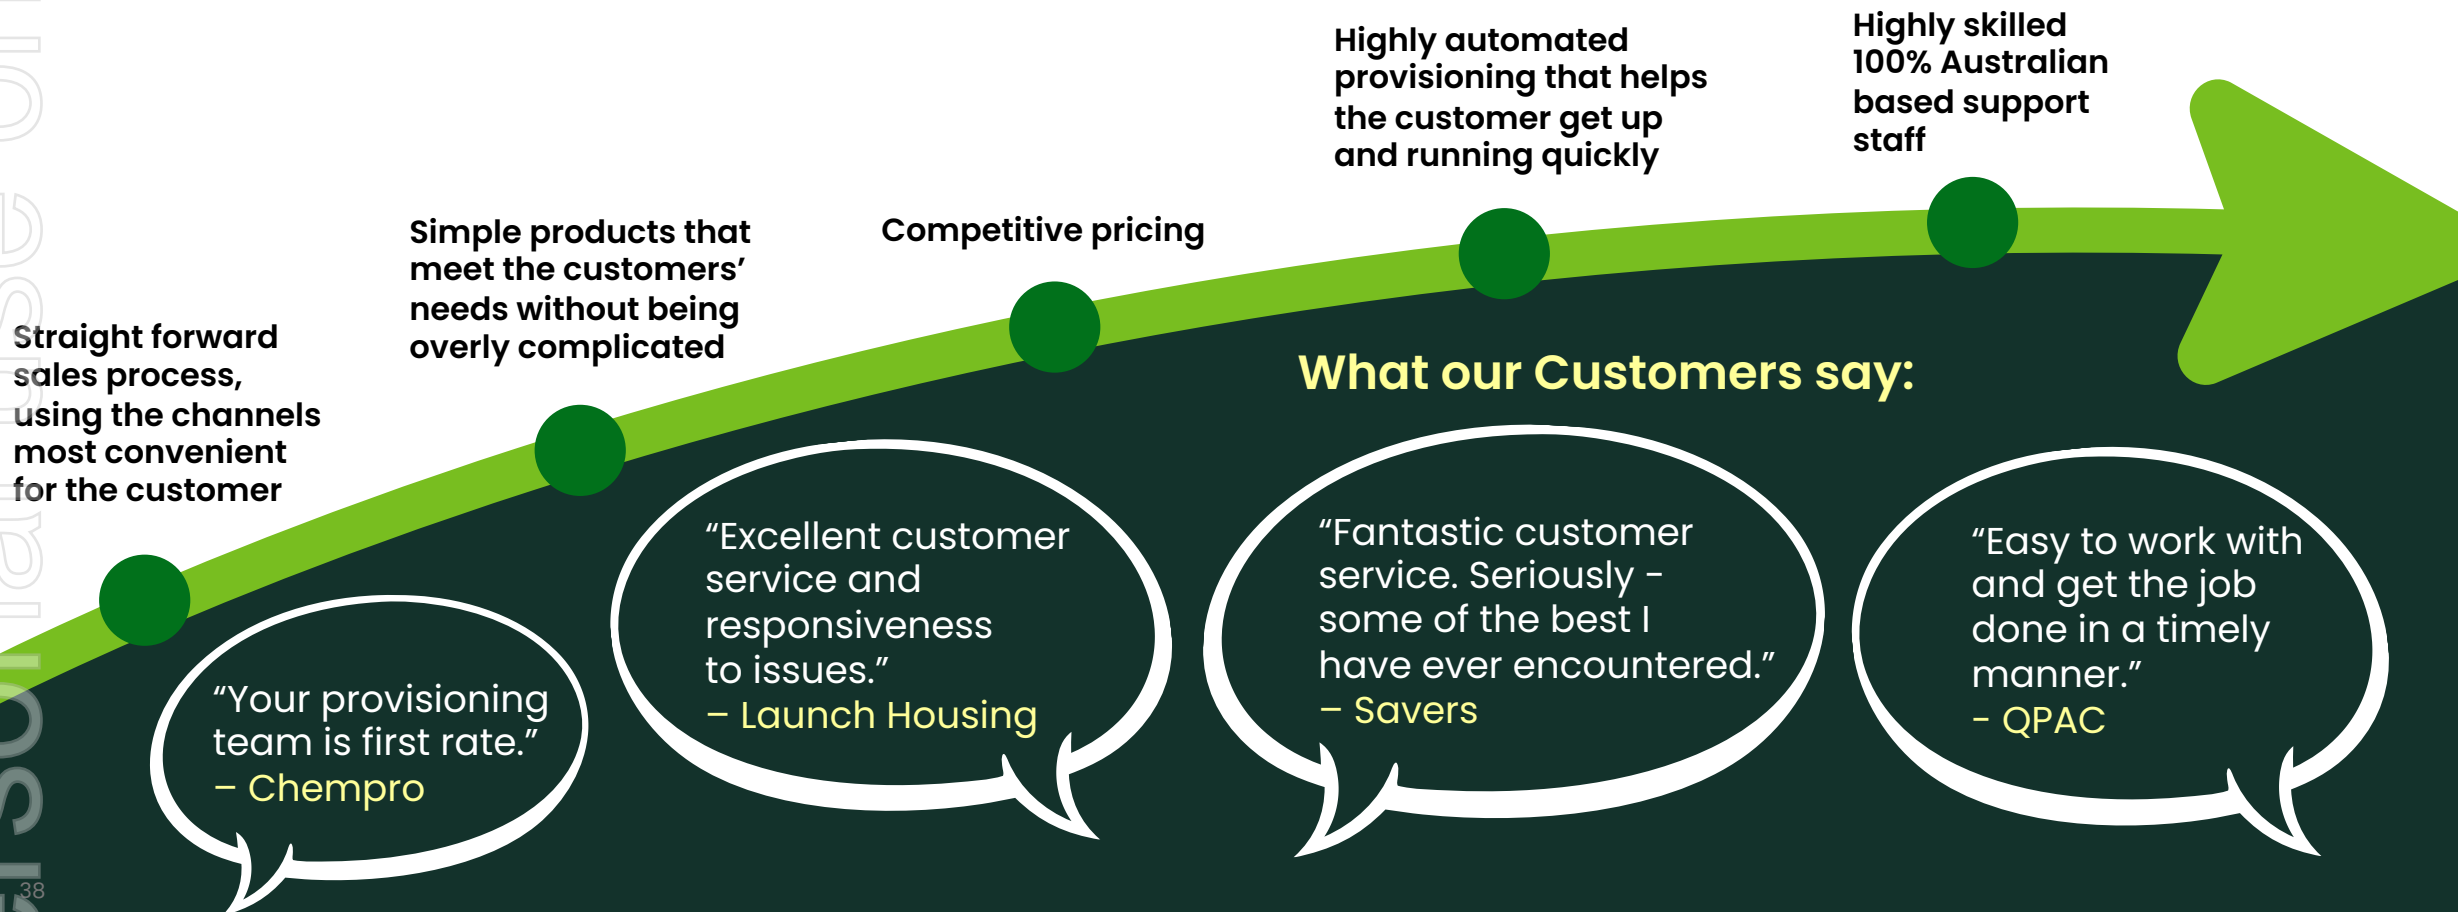 Straight forward
sales process,
using the channels
most convenient
for the customer
Simple products that
meet the customers’
needs without being
overly complicated
Competitive pricing
Highly automated
provisioning that helps
the customer get up
and running quickly
Highly skilled
100% Australian
based support
staff
What our Customers say:
“Your provisioning
team is first rate.”
– Chempro
“Excellent customer
service and
responsiveness
to issues.”
– Launch Housing
“Fantastic customer
service. Seriously -
some of the best I
have ever encountered.”
– Savers
“Easy to work with
and get the job
done in a timely
manner.”
- QPAC
38